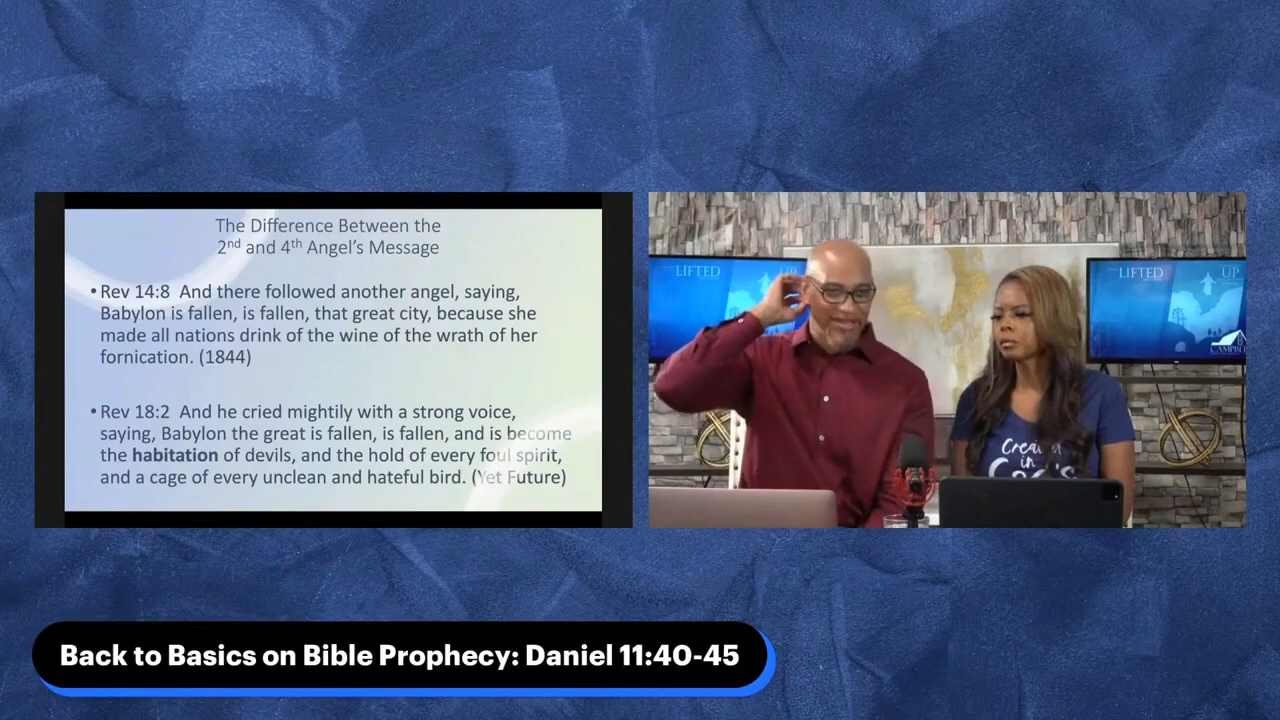 The Difference Between the
2nd and 4th Angel's Message
• Rev 14:8 And there followed another angel, saying,
Babylon is fallen, is fallen, that great city, because she
made all nations drink of the wine of the wrath of her
fornication. (1844)
• Rev 18:2 And he cried mightily with a strong voice,
saying, Babylon the great is fallen, is fallen, and is become
the habitation of devils, and the hold of every foul spirit,
and a cage of every unclean and hateful bird. (Yet Future)
LIFTED
UP
LIFTED
UP
Created
in
God's
Back to Basics on Bible Prophecy: Daniel 11:40-45